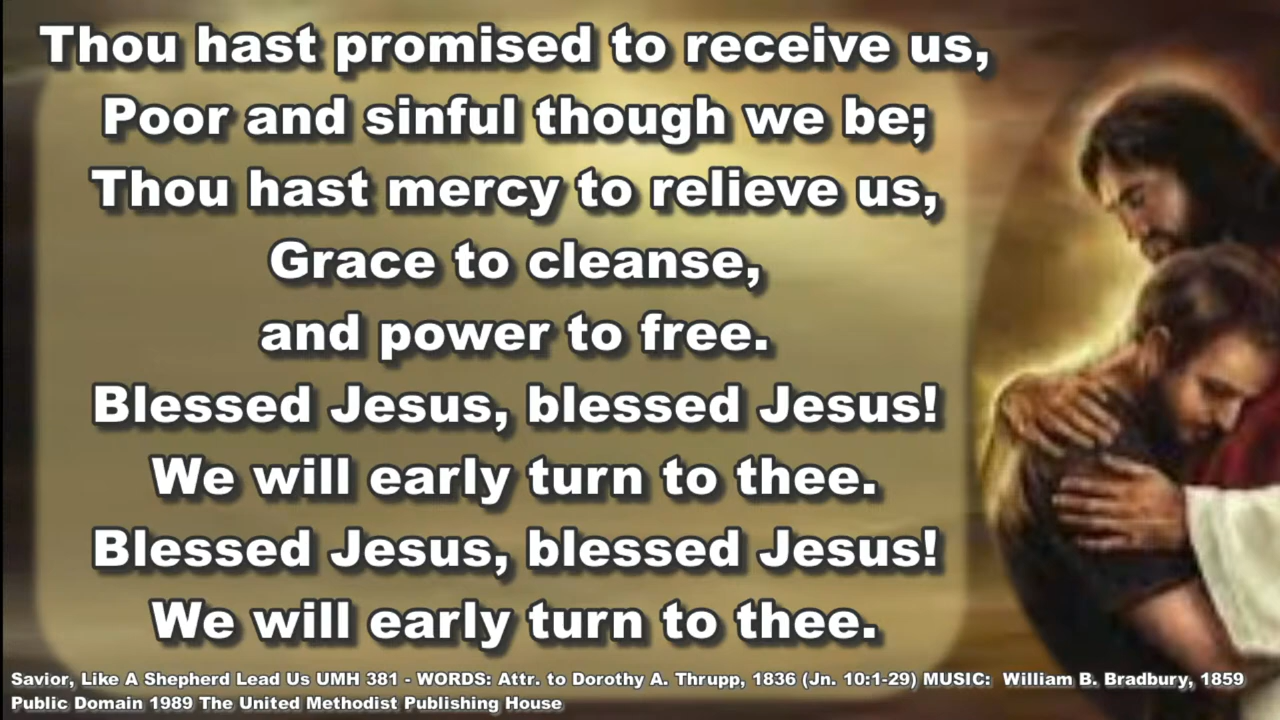 Thou hast promised to receive us,
Poor and sinful though we be;
Thou hast mercy to relieve us,
Grace to cleanse,
and power to free.
Blessed Jesus, blessed Jesus!
We will early turn to thee.
Blessed Jesus, blessed Jesus!
We will early turn to thee.
Savior, Like A Shepherd Lead Us UMH 381 - WORDS: Attr. to Dorothy A. Thrupp, 1836 (Jn. 10:1-29) MUSIC: William B. Bradbury, 1859
Public Domain 1989 The United Methodist Publishing House